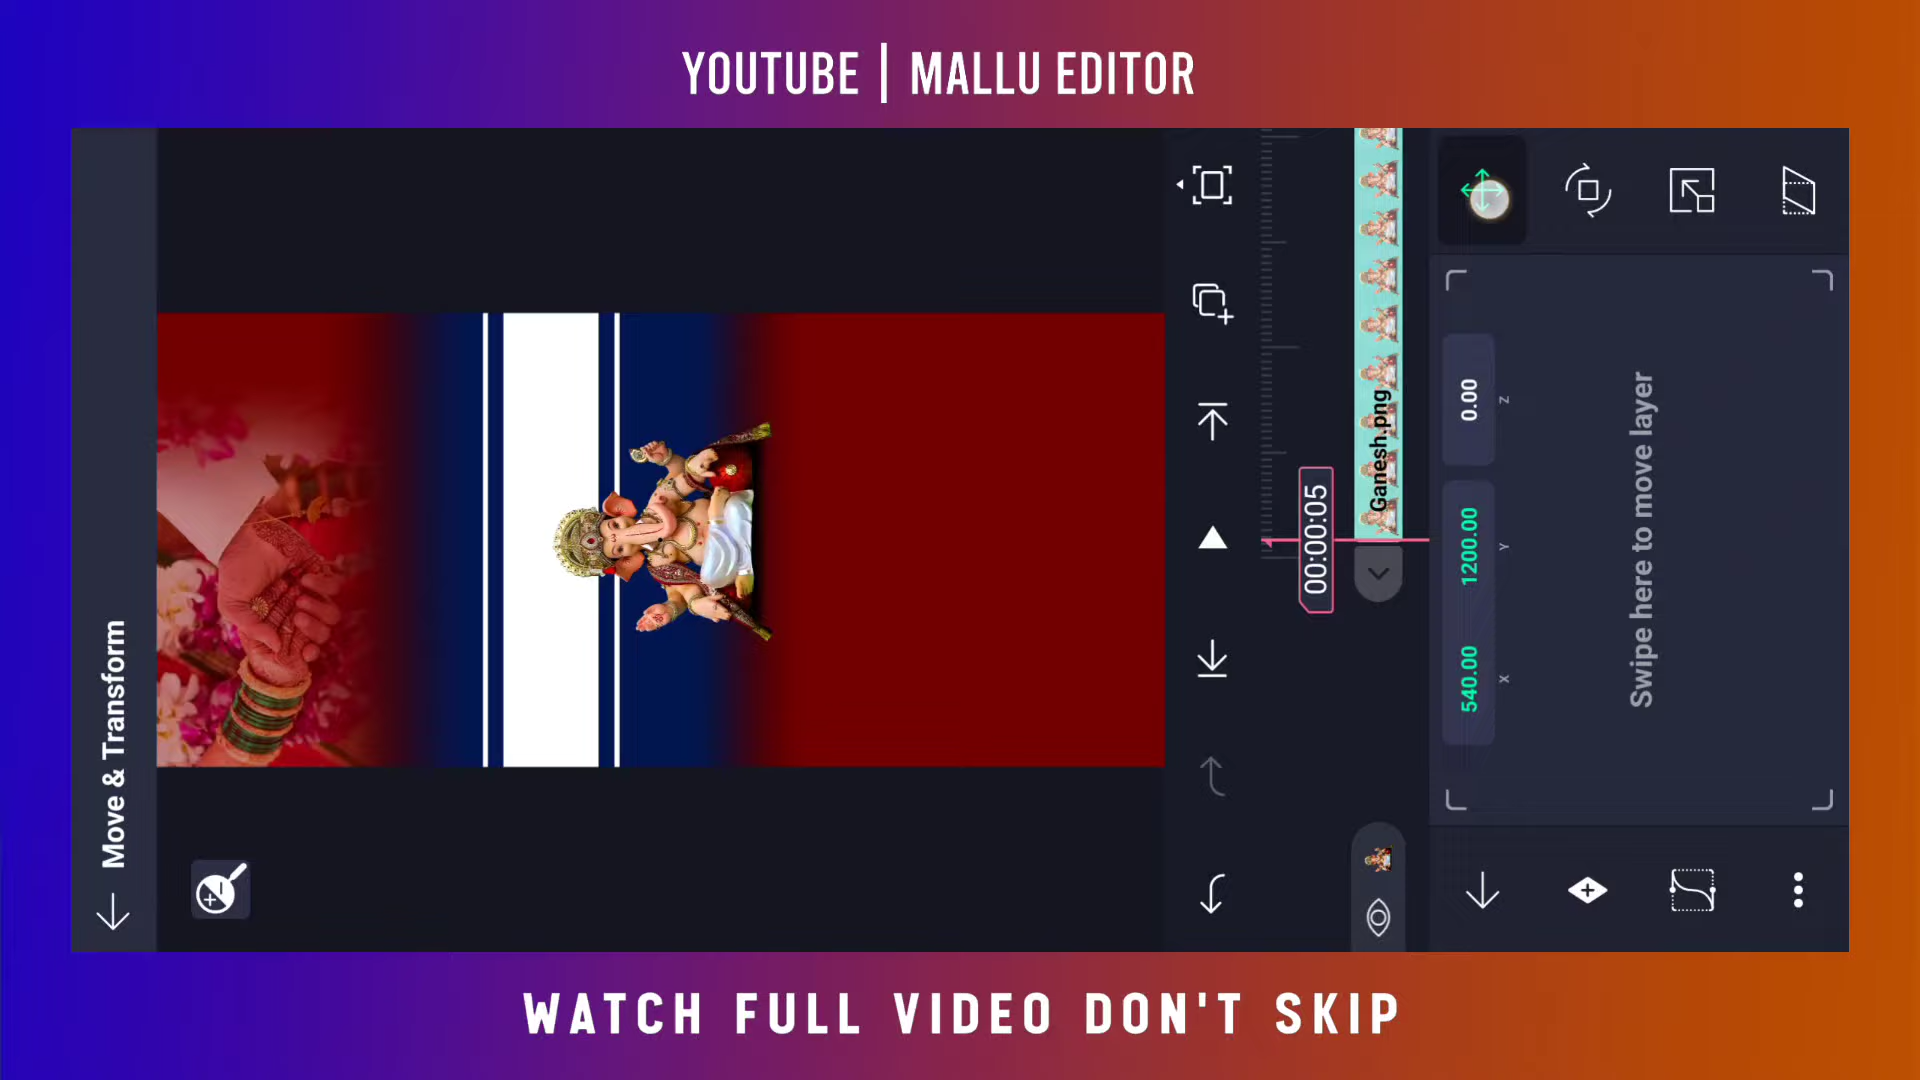 YOUTUBE | MALLU EDITOR
Move & Transform
00:00:05
Ganesh.png
540.00 1200.00 0.00
X Y Z
Swipe here to move layer
WATCH FULL VIDEO DON'T SKIP